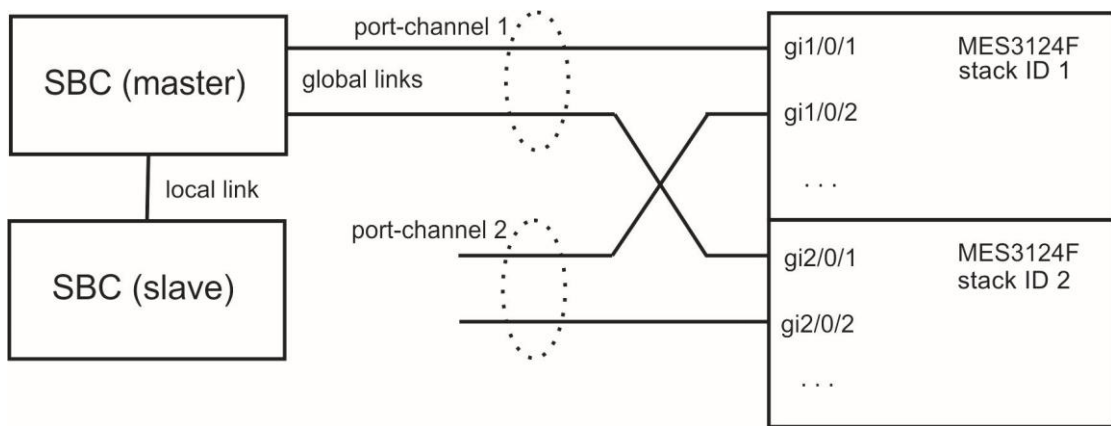 port-channel 1
SBC (master)
global links
local link
SBC (slave)
port-channel 2
gi1/0/1
MES3124F
stack ID 1
gi1/0/2
. . .
gi2/0/1
MES3124F
stack ID 2
gi2/0/2
. . .